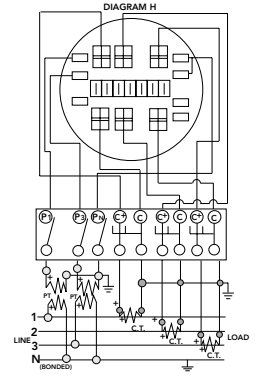 DIAGRAM H
P1 P3 PN C+ C C+ C C+ C
+ + +
PT PT
1
+ C.T.
2
+ C.T. LOAD
LINE 3
+ C.T.
N
(BONDED)